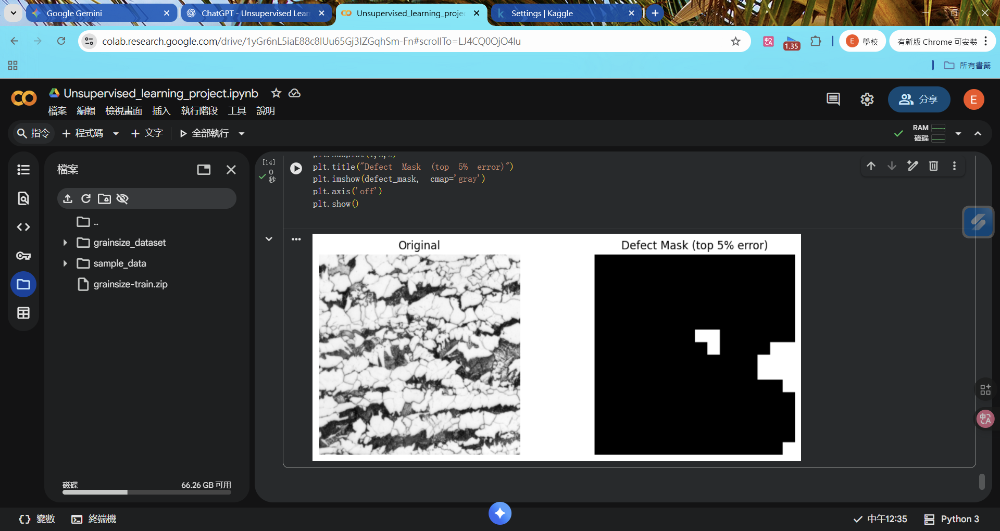 Google Gemini
ChatGPT - Unsupervised Lear
Unsupervised_learning_projec
Settings | Kaggle
colab.research.google.com/drive/1yGr6nL5iaE88c8lUu65Gj3IZGqhSm-Fn#scrollTo=LJ4CQ0OjO4lu
1.35
E
學校
有新版 Chrome 可安裝
所有書籤
Unsupervised_learning_project.ipynb
檔案 編輯 檢視畫面 插入 執行階段 工具 說明
分享
E
指令
+ 程式碼
+ 文字
全部執行
RAM
磁碟
檔案
..
grainsize_dataset
sample_data
grainsize-train.zip
磁碟
66.26 GB 可用
[14]
0
秒
plt.subplot(1,2,2)
plt.title("Defect Mask (top 5% error)")
plt.imshow(defect_mask, cmap='gray')
plt.axis('off')
plt.show()
Original
Defect Mask (top 5% error)
變數
終端機
中午12:35
Python 3